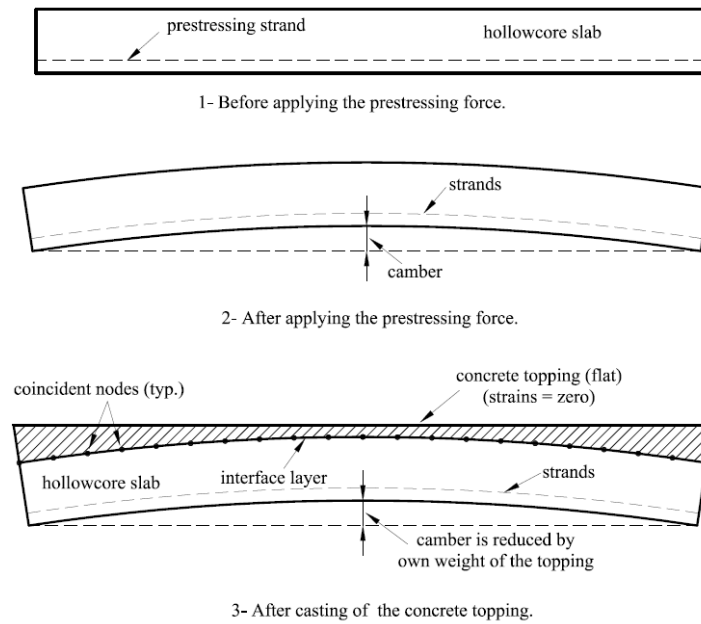 prestressing strand
hollowcore slab
1- Before applying the prestressing force.
strands
camber
2- After applying the prestressing force.
coincident nodes (typ.)
concrete topping (flat)
(strains = zero)
hollowcore slab
interface layer
strands
camber is reduced by
own weight of the topping
3- After casting of the concrete topping.